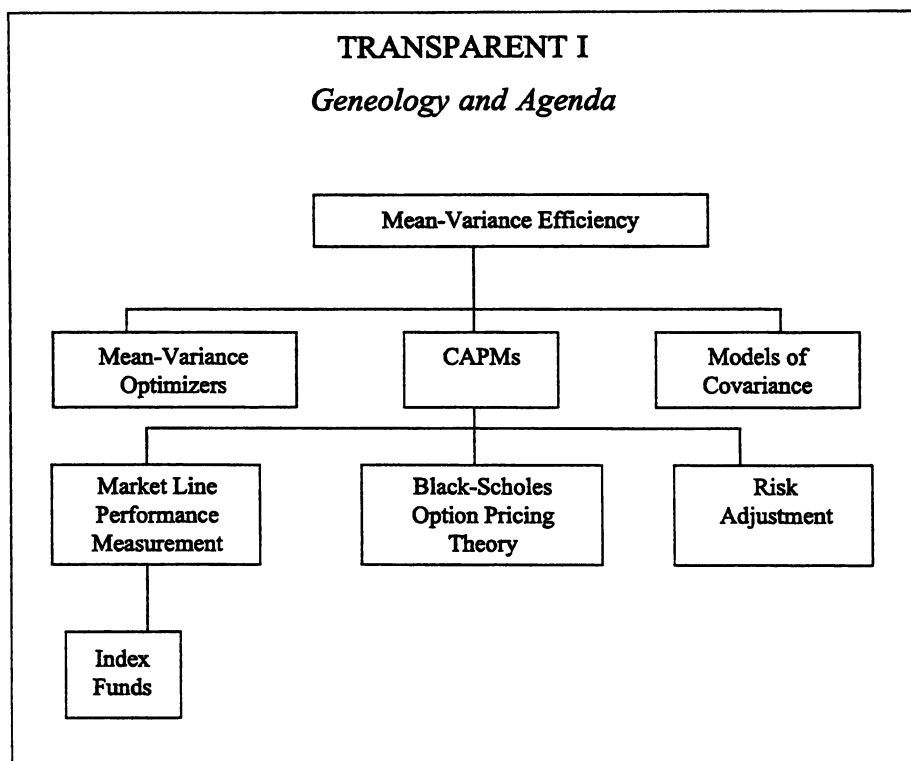 TRANSPARENT I
Geneology and Agenda
Mean-Variance Efficiency
Mean-Variance
Optimizers
CAPMs
Models of
Covariance
Market Line
Performance
Measurement
Black-Scholes
Option Pricing
Theory
Risk
Adjustment
Index
Funds